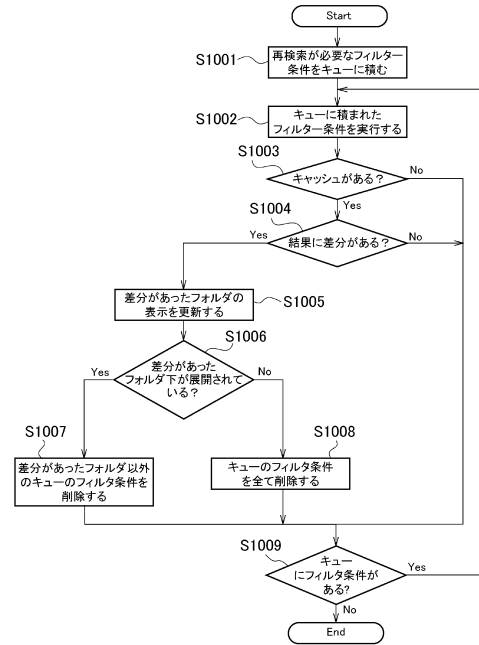 Start
S1001
再検索が必要なフィルター
条件をキューに積む
S1002
キューに積まれた
フィルター条件を実行する
S1003
キャッシュがある？
No
Yes
S1004
結果に差分がある？
Yes
No
差分があったフォルダの
表示を更新する
S1005
S1006
差分があった
フォルダ下が展開されて
いる？
Yes
No
S1007
差分があったフォルダ以外
のキューのフィルタ条件を
削除する
S1008
キューのフィルタ条件
を全て削除する
S1009
キュー
にフィルタ条件が
ある?
Yes
No
End